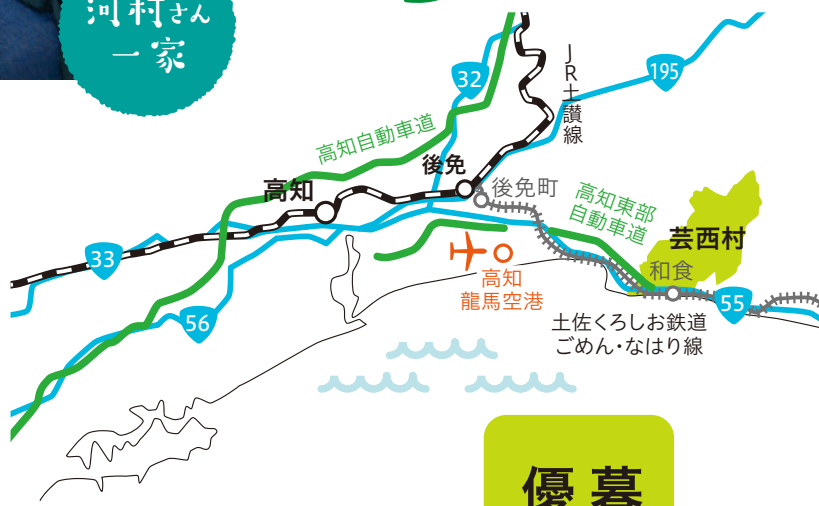 河村さん
一家
32
195
JR土讃線
高知自動車道
後免
高知
後免町
高知東部
自動車道
芸西村
33
和食
高知
龍馬空港
55
56
土佐くろしお鉄道
ごめん・なはり線
優暮